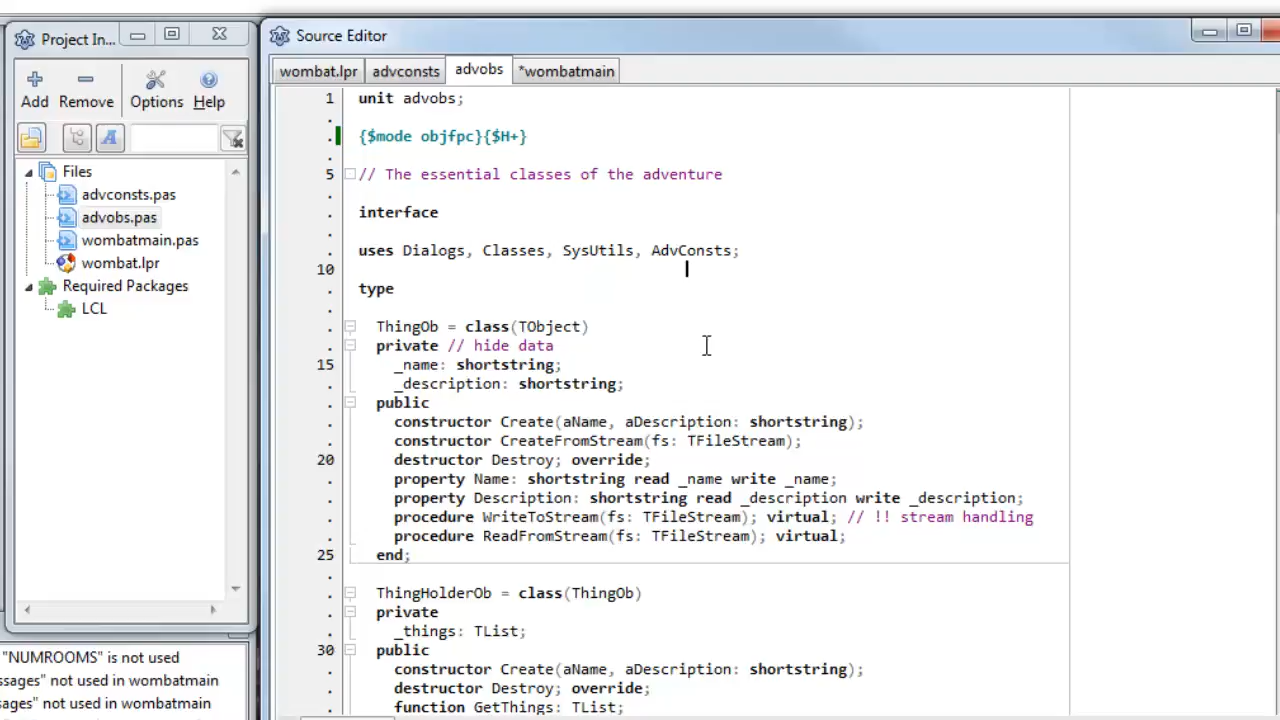 Project In...
Add Remove Options Help
Files
advconsts.pas
advobs.pas
wombatmain.pas
wombat.lpr
Required Packages
LCL
"NUMROOMS" is not used
ssages" not used in wombatmain
sages" not used in wombatmain
Source Editor
wombat.lpr advconsts advobs *wombatmain
1 unit advobs;
.
. {$mode objfpc}{$H+}
.
5 // The essential classes of the adventure
.
. interface
.
. uses Dialogs, Classes, SysUtils, AdvConsts;
10
. type
.
. ThingOb = class(TObject)
. private // hide data
15 _name: shortstring;
. _description: shortstring;
. public
. constructor Create(aName, aDescription: shortstring);
. constructor CreateFromStream(fs: TFileStream);
20 destructor Destroy; override;
. property Name: shortstring read _name write _name;
. property Description: shortstring read _description write _description;
. procedure WriteToStream(fs: TFileStream); virtual; // !! stream handling
. procedure ReadFromStream(fs: TFileStream); virtual;
25 end;
.
. ThingHolderOb = class(ThingOb)
. private
. _things: TList;
30 public
. constructor Create(aName, aDescription: shortstring);
. destructor Destroy; override;
. function GetThings: TList;